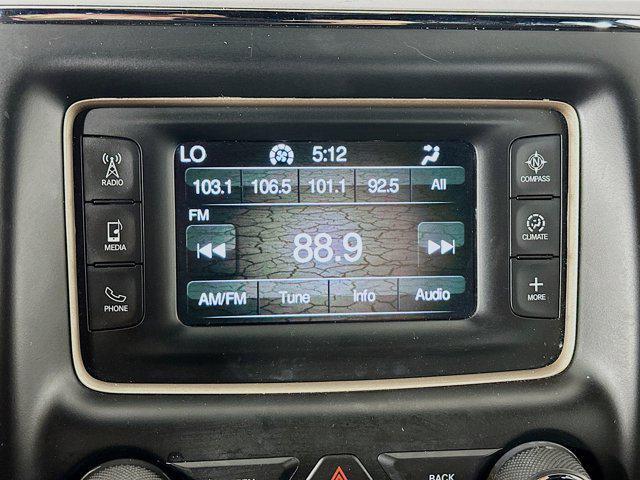 LO 5:12
103.1 106.5 101.1 92.5 All
FM
88.9
AM/FM Tune Info Audio
RADIO
MEDIA
PHONE
COMPASS
CLIMATE
MORE
BACK